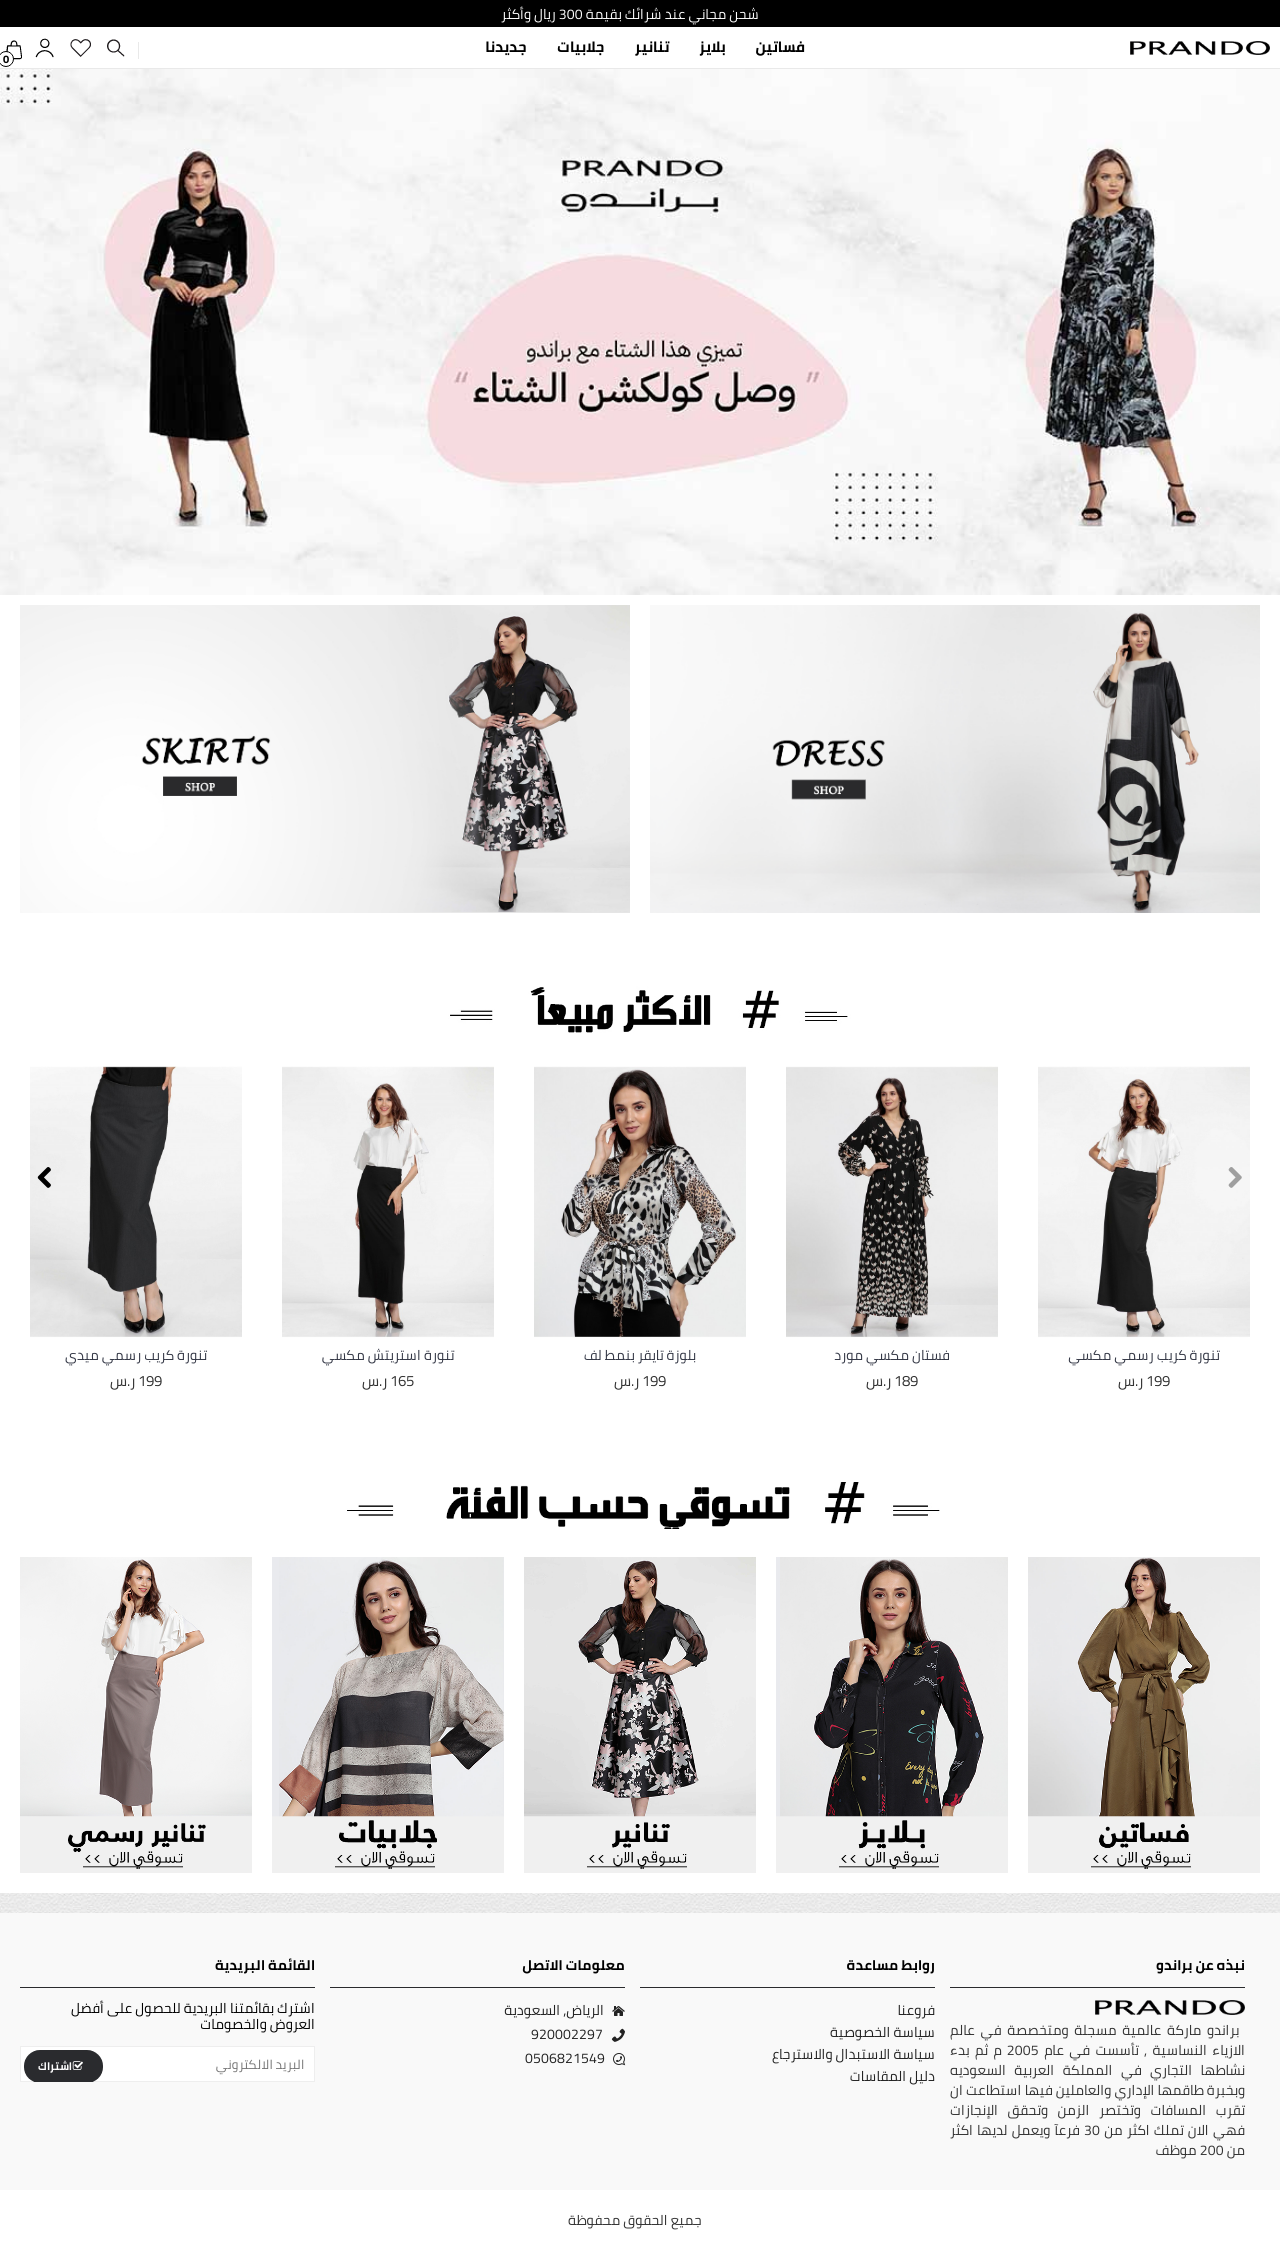 شحن مجاني عند شرائك بقيمة 300 ريال وأكثر
PRANDO
فساتين
بلايز
تنانير
جلابيات
جديدنا
0
PRANDO
براندو
تميزي هذا الشتاء مع براندو
" وصل كولكشن الشتاء "
DRESS
SHOP
SKIRTS
SHOP
# الأكثر مبيعاً
تنورة كريب رسمي مكسي
199 ر.س
فستان مكسي مورد
189 ر.س
بلوزة تايقر بنمط لف
199 ر.س
تنورة استريتش مكسي
165 ر.س
تنورة كريب رسمي ميدي
199 ر.س
# تسوقي حسب الفئة
فساتين
تسوقي الان >>
بـلايـز
تسوقي الان >>
تنانير
تسوقي الان >>
جلابيات
تسوقي الان >>
تنانير رسمي
تسوقي الان >>
نبذه عن براندو
PRANDO
براندو ماركة عالمية مسجلة ومتخصصة في عالم
الازياء النساسية , تأسست في عام 2005 م ثم بدء
نشاطها التجاري في المملكة العربية السعوديه
وبخبرة طاقمها الإداري والعاملين فيها استطاعت ان
تقرب المسافات وتختصر الزمن وتحقق الإنجازات
فهي الان تملك اكثر من 30 فرعآ ويعمل لديها اكثر
من 200 موظف
روابط مساعدة
فروعنا
سياسة الخصوصية
سياسة الاستبدال والاسترجاع
دليل المقاسات
معلومات الاتصل
الرياض, السعودية
920002297
0506821549
القائمة البريدية
اشترك بقائمتنا البريدية للحصول على أفضل
العروض والخصومات
البريد الالكتروني
اشتراك
جميع الحقوق محفوظة